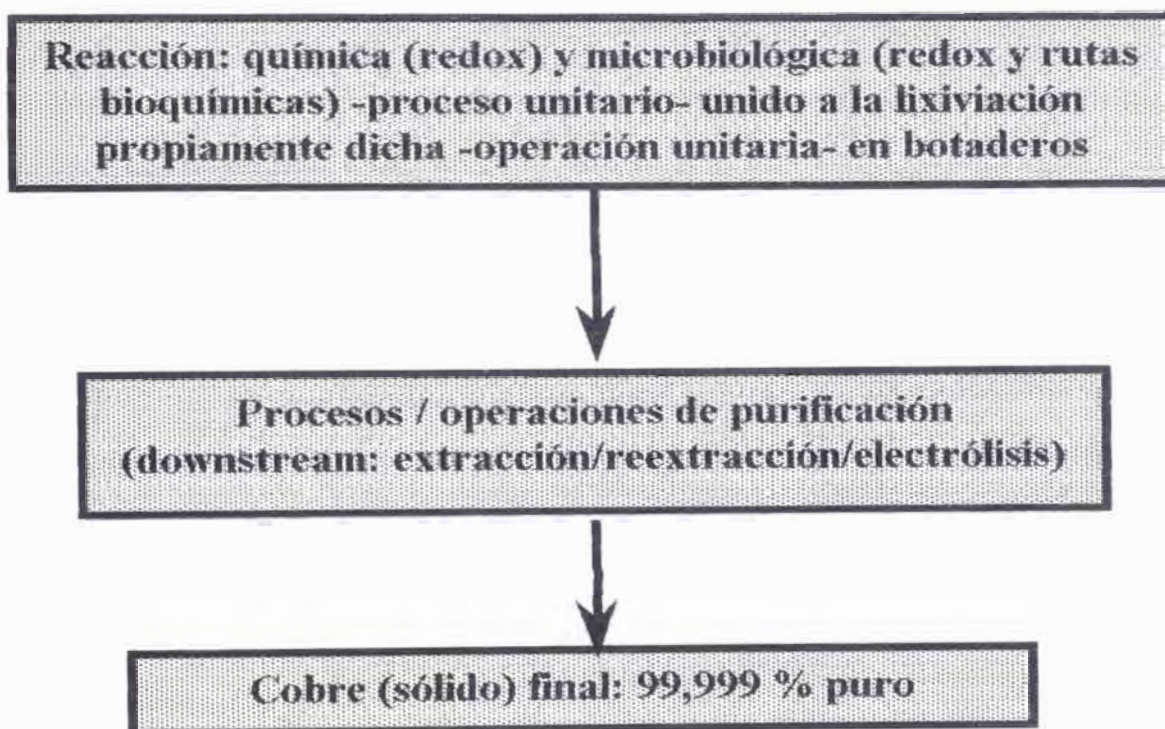 Reacción: química (redox) y microbiológica (redox y rutas
bioquímicas) -proceso unitario- unido a la lixiviación
propiamente dicha -operación unitaria- en botaderos
Procesos / operaciones de purificación
(downstream: extracción/reextracción/electrólisis)
Cobre (sólido) final: 99,999 % puro